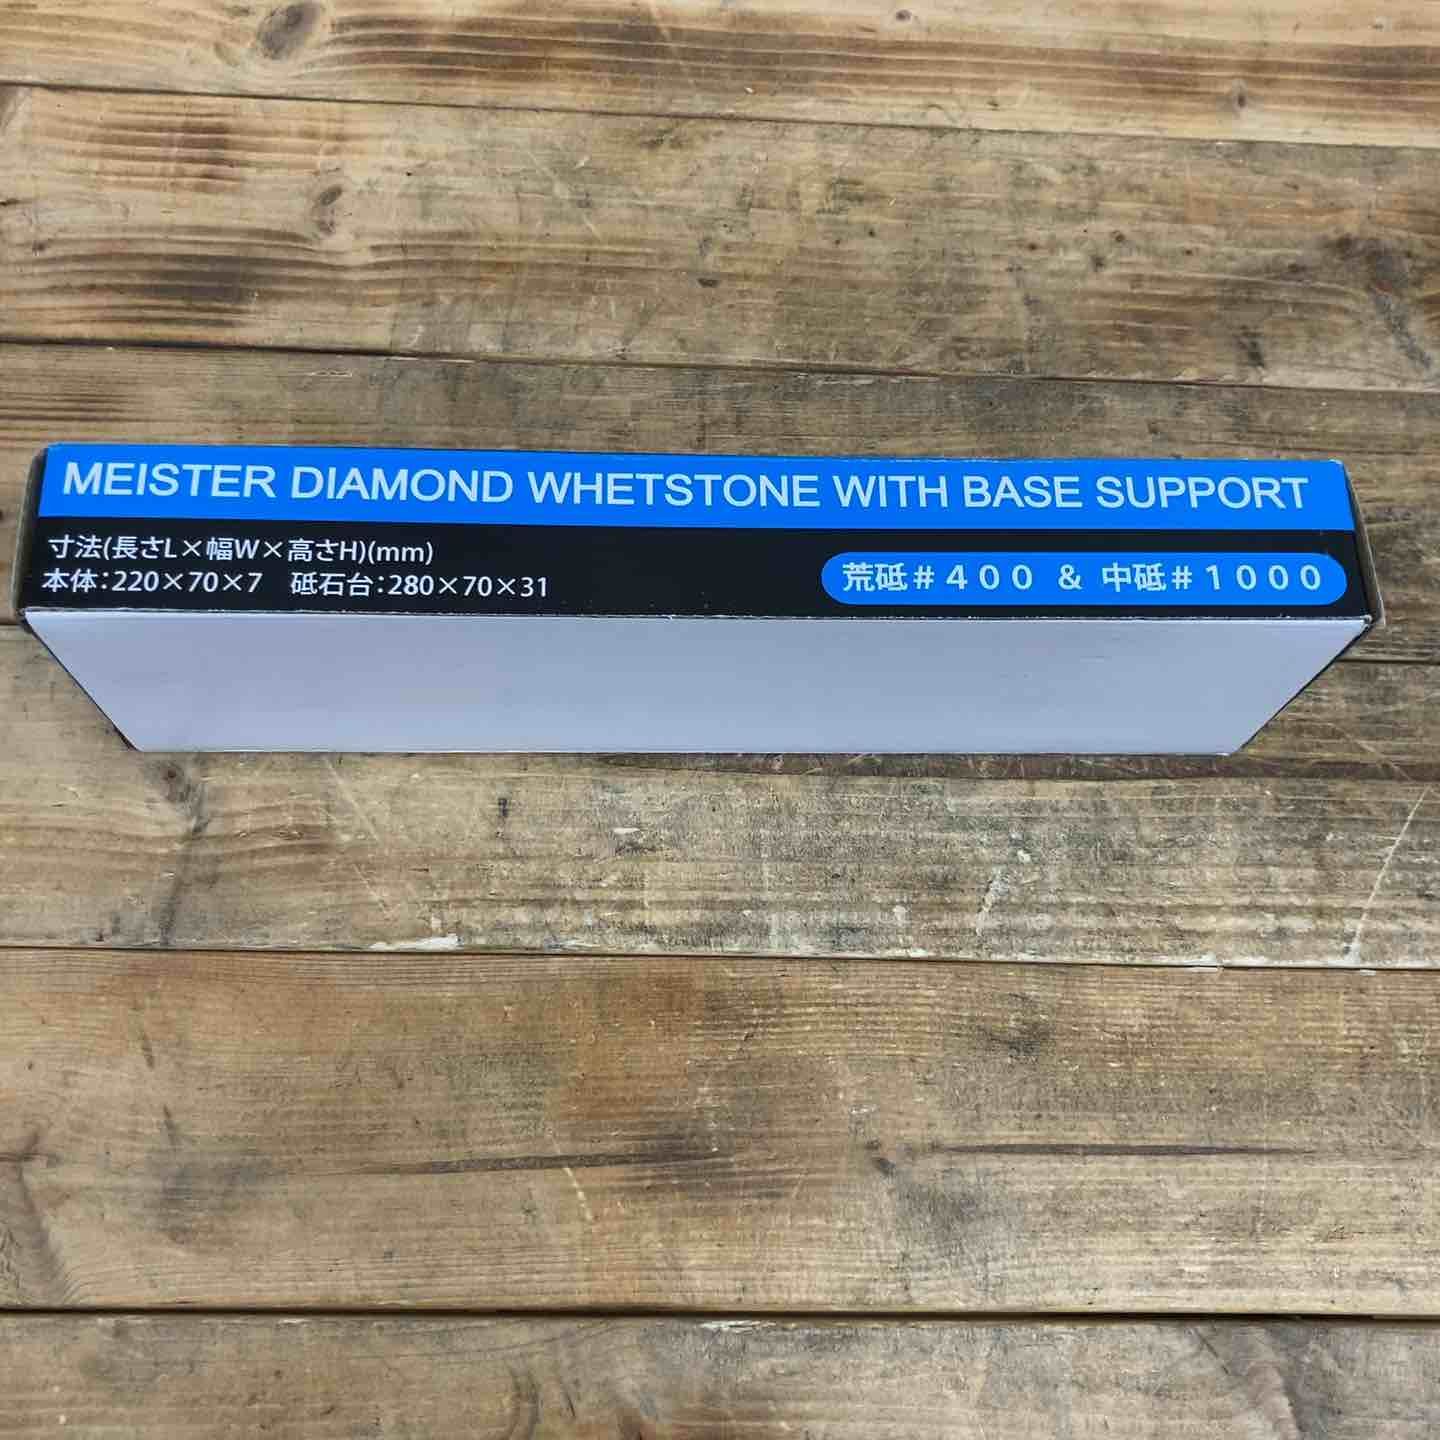 MEISTER DIAMOND WHETSTONE WITH BASE SUPPORT
寸法(長さL×幅W×高さH)(mm)
本体:220×70×7　砥石台:280×70×31
荒砥＃４００ ＆ 中砥＃１０００